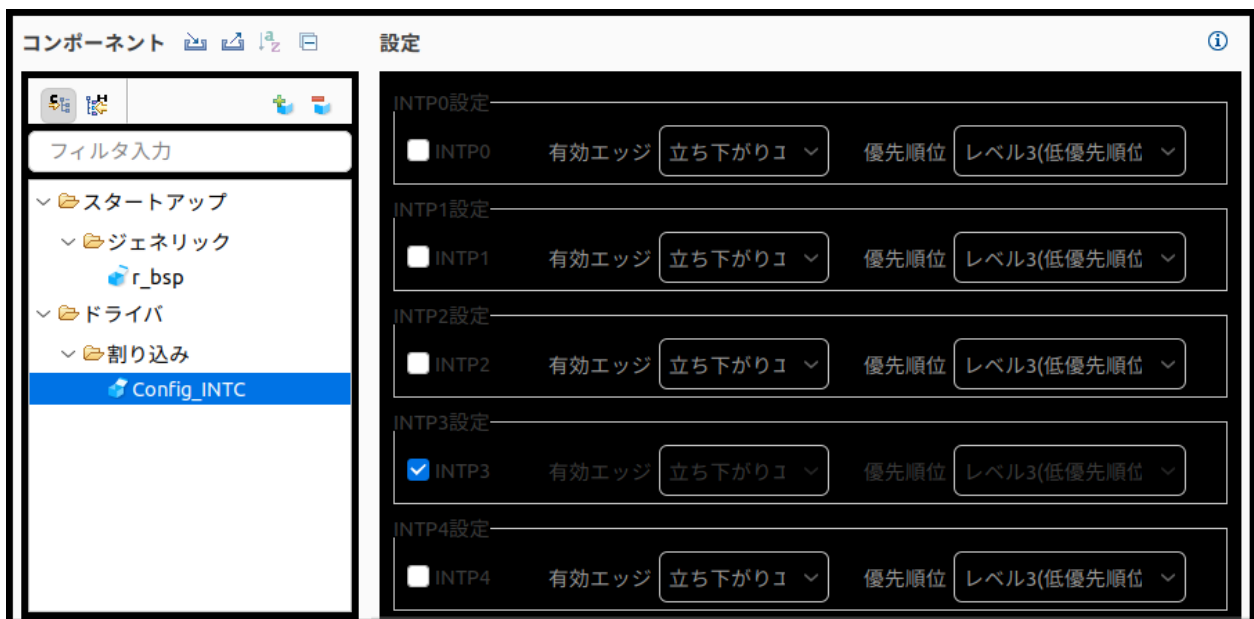 コンポーネント
設定
フィルタ入力
スタートアップ
ジェネリック
r_bsp
ドライバ
割り込み
Config_INTC
INTP0設定
INTP0 有効エッジ 立ち下がりエ 優先順位 レベル3(低優先順位
INTP1設定
INTP1 有効エッジ 立ち下がりエ 優先順位 レベル3(低優先順位
INTP2設定
INTP2 有効エッジ 立ち下がりエ 優先順位 レベル3(低優先順位
INTP3設定
INTP3 有効エッジ 立ち下がりエ 優先順位 レベル3(低優先順位
INTP4設定
INTP4 有効エッジ 立ち下がりエ 優先順位 レベル3(低優先順位